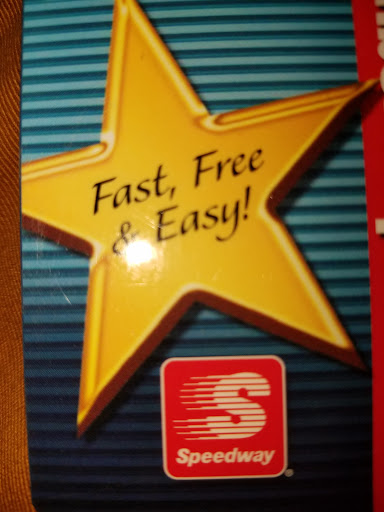 Fast, Free
& Easy!
S
Speedway